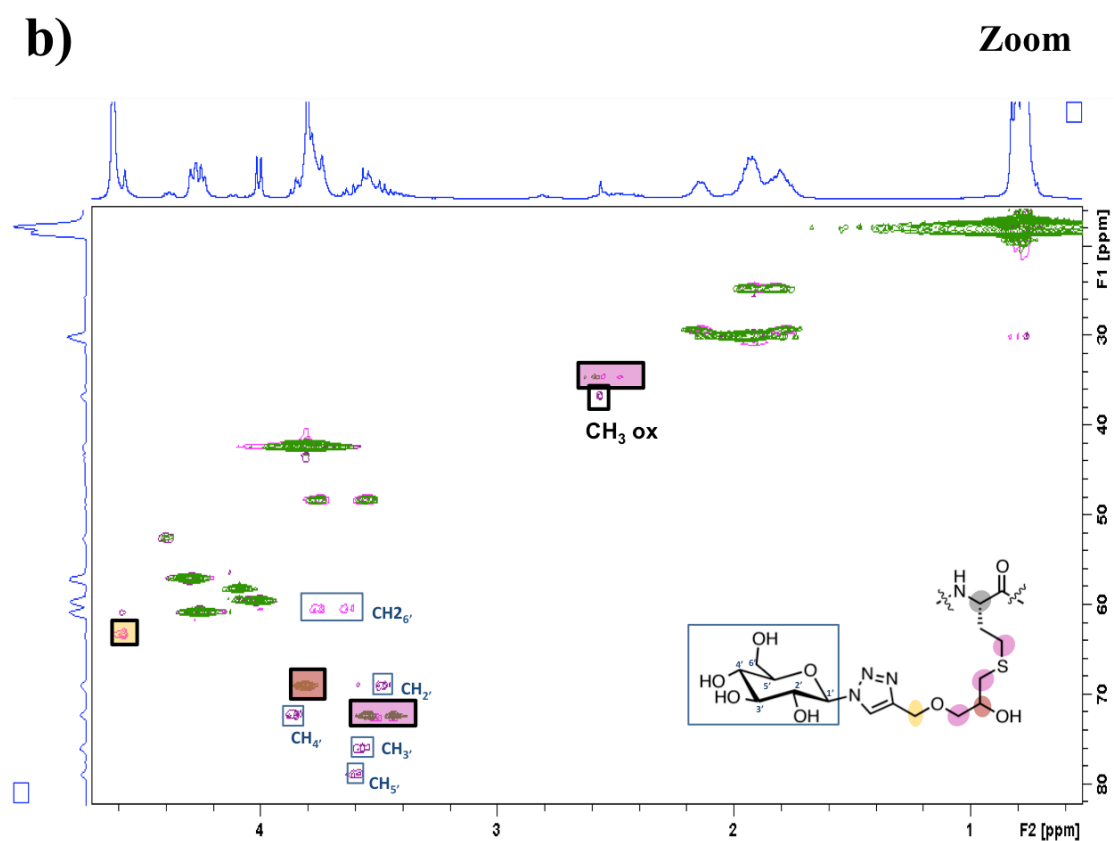 b)
Zoom
F1 [ppm]
30
40
CH₃ ox
50
60
CH2₆'
CH₂'
70
CH₄'
CH₃'
CH₅'
80
4
3
2
1
F2 [ppm]
H
N
O
OH
S
6'
4'
O
HO
5'
2'
N
N
1'
N
HO
3'
OH
O
OH